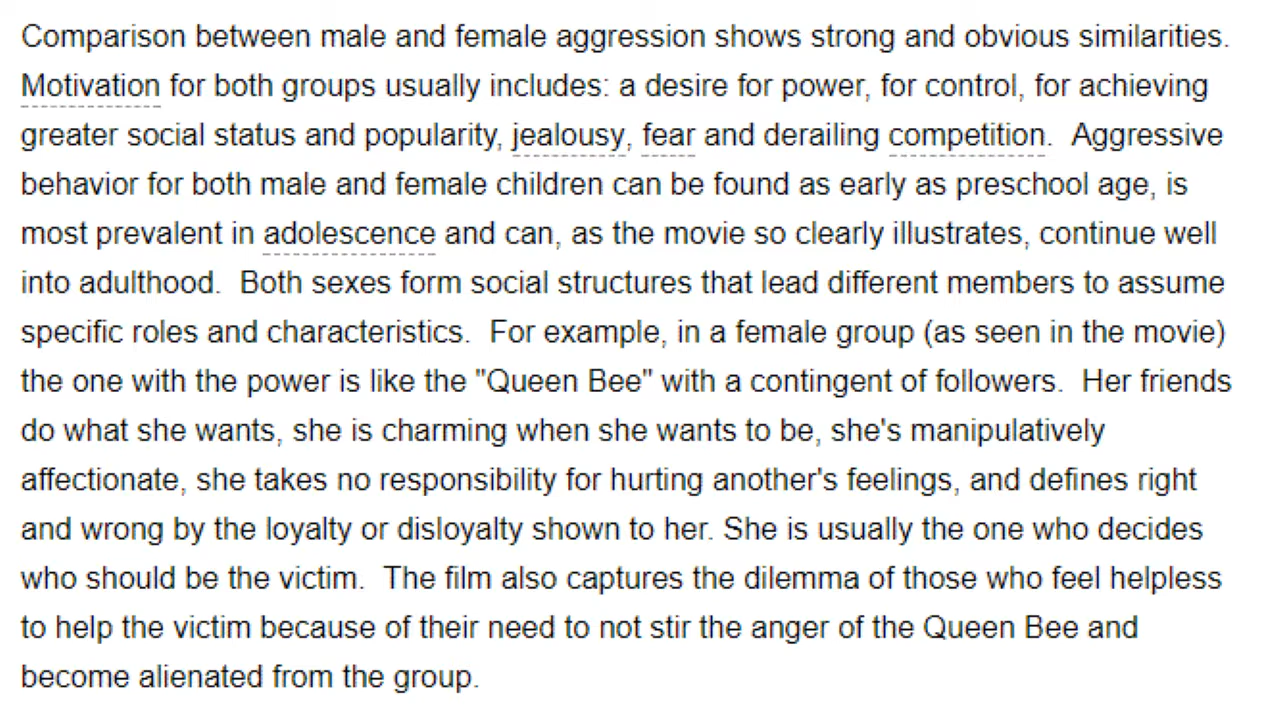 Comparison between male and female aggression shows strong and obvious similarities.
Motivation for both groups usually includes: a desire for power, for control, for achieving
greater social status and popularity, jealousy, fear and derailing competition.  Aggressive
behavior for both male and female children can be found as early as preschool age, is
most prevalent in adolescence and can, as the movie so clearly illustrates, continue well
into adulthood.  Both sexes form social structures that lead different members to assume
specific roles and characteristics.  For example, in a female group (as seen in the movie)
the one with the power is like the "Queen Bee" with a contingent of followers.  Her friends
do what she wants, she is charming when she wants to be, she's manipulatively
affectionate, she takes no responsibility for hurting another's feelings, and defines right
and wrong by the loyalty or disloyalty shown to her. She is usually the one who decides
who should be the victim.  The film also captures the dilemma of those who feel helpless
to help the victim because of their need to not stir the anger of the Queen Bee and
become alienated from the group.